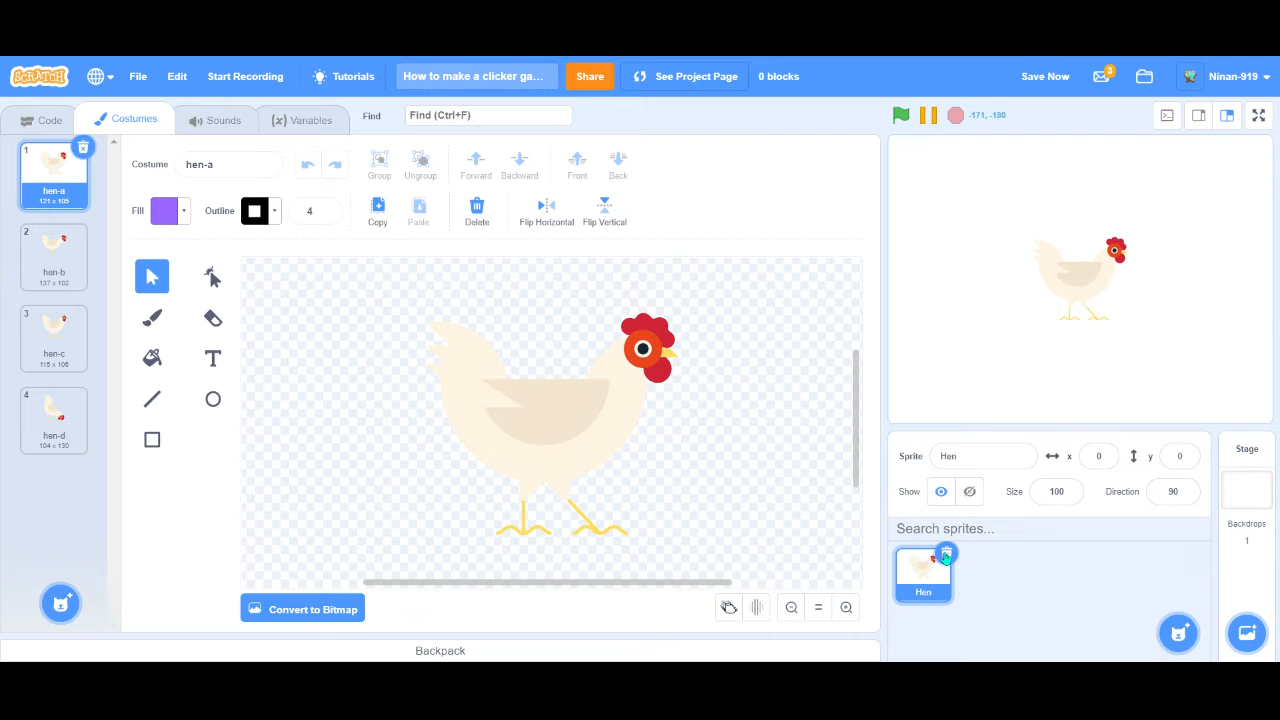 SCRATCH File Edit Start Recording Tutorials How to make a clicker ga... Share See Project Page 0 blocks Save Now 3 Ninan-919
Code Costumes Sounds (x) Variables Find Find (Ctrl+F) -171, -180
1
hen-a
121 x 105
2
hen-b
137 x 102
3
hen-c
115 x 106
4
hen-d
104 x 130
Costume hen-a Group Ungroup Forward Backward Front Back
Fill Outline 4 Copy Paste Delete Flip Horizontal Flip Vertical
T
Convert to Bitmap
Sprite Hen x 0 y 0
Show Size 100 Direction 90
Search sprites...
Hen
Stage
Backdrops
1
Backpack